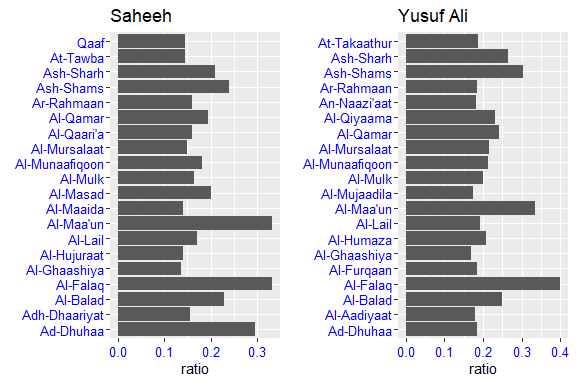 Saheeh
Qaaf
At-Tawba
Ash-Sharh
Ash-Shams
Ar-Rahmaan
Al-Qamar
Al-Qaari'a
Al-Mursalaat
Al-Munaafiqoon
Al-Mulk
Al-Masad
Al-Maaida
Al-Maa'un
Al-Lail
Al-Hujuraat
Al-Ghaashiya
Al-Falaq
Al-Balad
Adh-Dhaariyat
Ad-Dhuhaa
0.0 0.1 0.2 0.3
ratio
Yusuf Ali
At-Takaathur
Ash-Sharh
Ash-Shams
Ar-Rahmaan
An-Naazi'aat
Al-Qiyaama
Al-Qamar
Al-Mursalaat
Al-Munaafiqoon
Al-Mulk
Al-Mujaadila
Al-Maa'un
Al-Lail
Al-Humaza
Al-Ghaashiya
Al-Furqaan
Al-Falaq
Al-Balad
Al-Aadiyaat
Ad-Dhuhaa
0.0 0.1 0.2 0.3 0.4
ratio